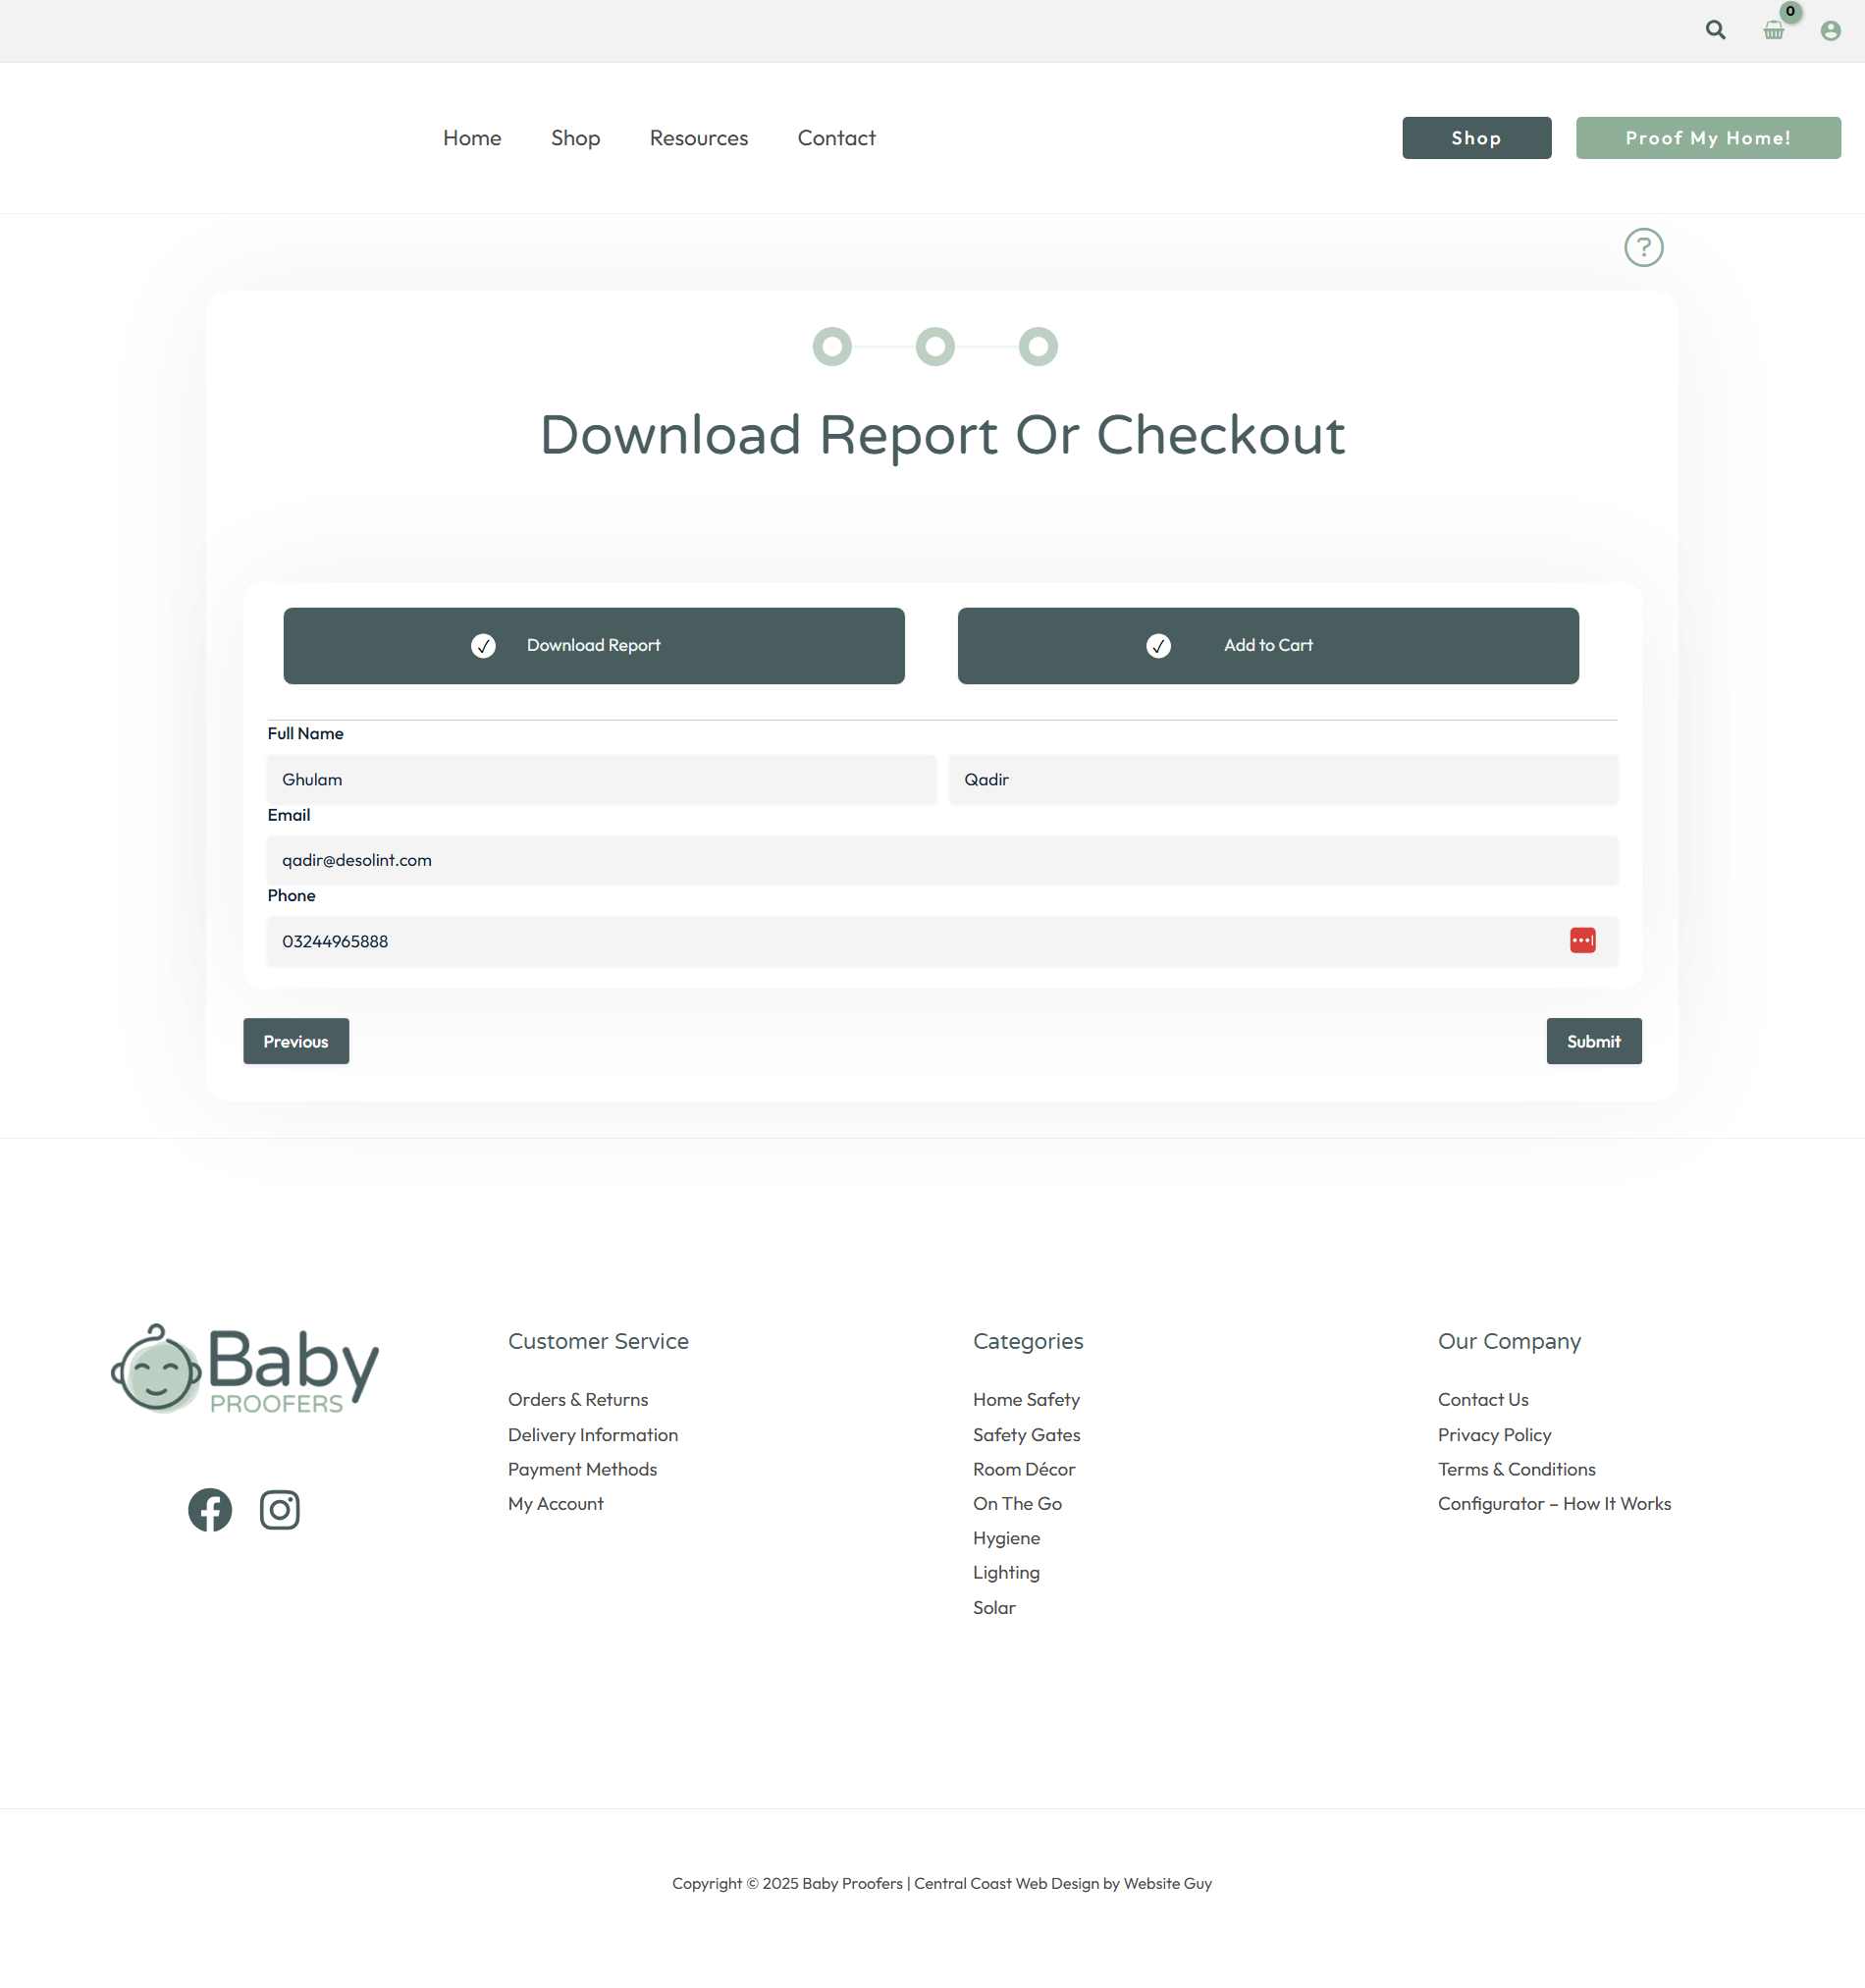 0
Home Shop Resources Contact Shop Proof My Home!
?
Download Report Or Checkout
Download Report Add to Cart
Full Name
Ghulam Qadir
Email
qadir@desolint.com
Phone
03244965888
Previous Submit
Baby
PROOFERS
Customer Service
Orders & Returns
Delivery Information
Payment Methods
My Account
Categories
Home Safety
Safety Gates
Room Décor
On The Go
Hygiene
Lighting
Solar
Our Company
Contact Us
Privacy Policy
Terms & Conditions
Configurator – How It Works
Copyright © 2025 Baby Proofers | Central Coast Web Design by Website Guy